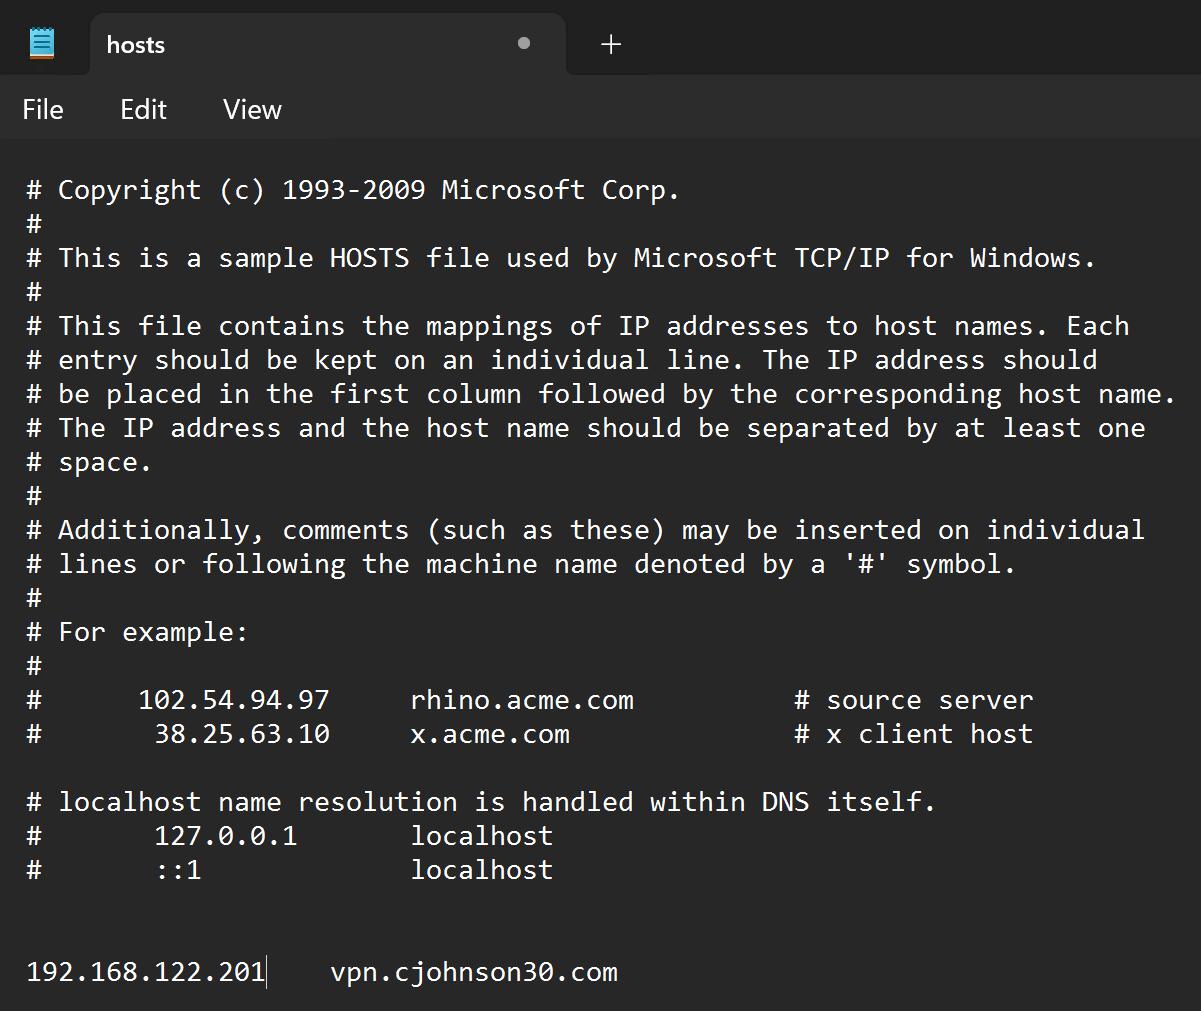 hosts
File Edit View
# Copyright (c) 1993-2009 Microsoft Corp.
#
# This is a sample HOSTS file used by Microsoft TCP/IP for Windows.
#
# This file contains the mappings of IP addresses to host names. Each
# entry should be kept on an individual line. The IP address should
# be placed in the first column followed by the corresponding host name.
# The IP address and the host name should be separated by at least one
# space.
#
# Additionally, comments (such as these) may be inserted on individual
# lines or following the machine name denoted by a '#' symbol.
#
# For example:
#
#      102.54.94.97     rhino.acme.com          # source server
#       38.25.63.10     x.acme.com              # x client host

# localhost name resolution is handled within DNS itself.
#       127.0.0.1       localhost
#       ::1             localhost

192.168.122.201    vpn.cjohnson30.com